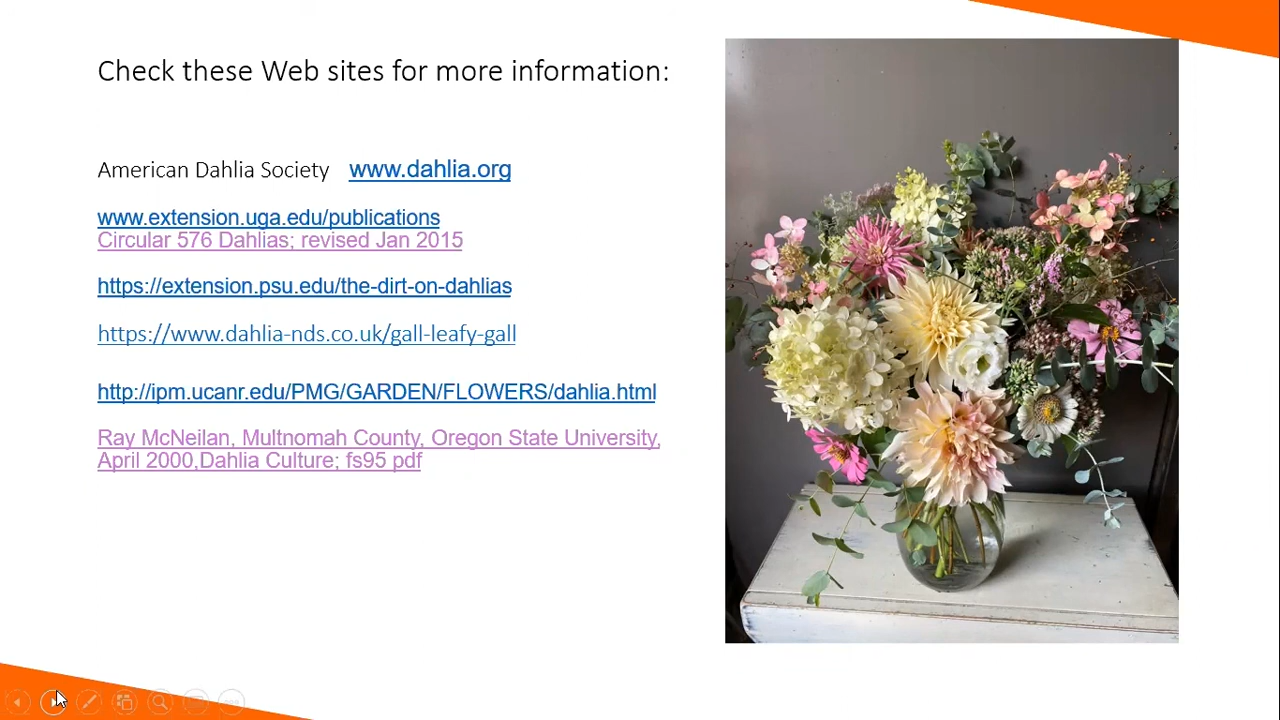 Check these Web sites for more information:
American Dahlia Society www.dahlia.org
www.extension.uga.edu/publications
Circular 576 Dahlias; revised Jan 2015
https://extension.psu.edu/the-dirt-on-dahlias
https://www.dahlia-nds.co.uk/gall-leafy-gall
http://ipm.ucanr.edu/PMG/GARDEN/FLOWERS/dahlia.html
Ray McNeilan, Multnomah County, Oregon State University,
April 2000,Dahlia Culture; fs95 pdf